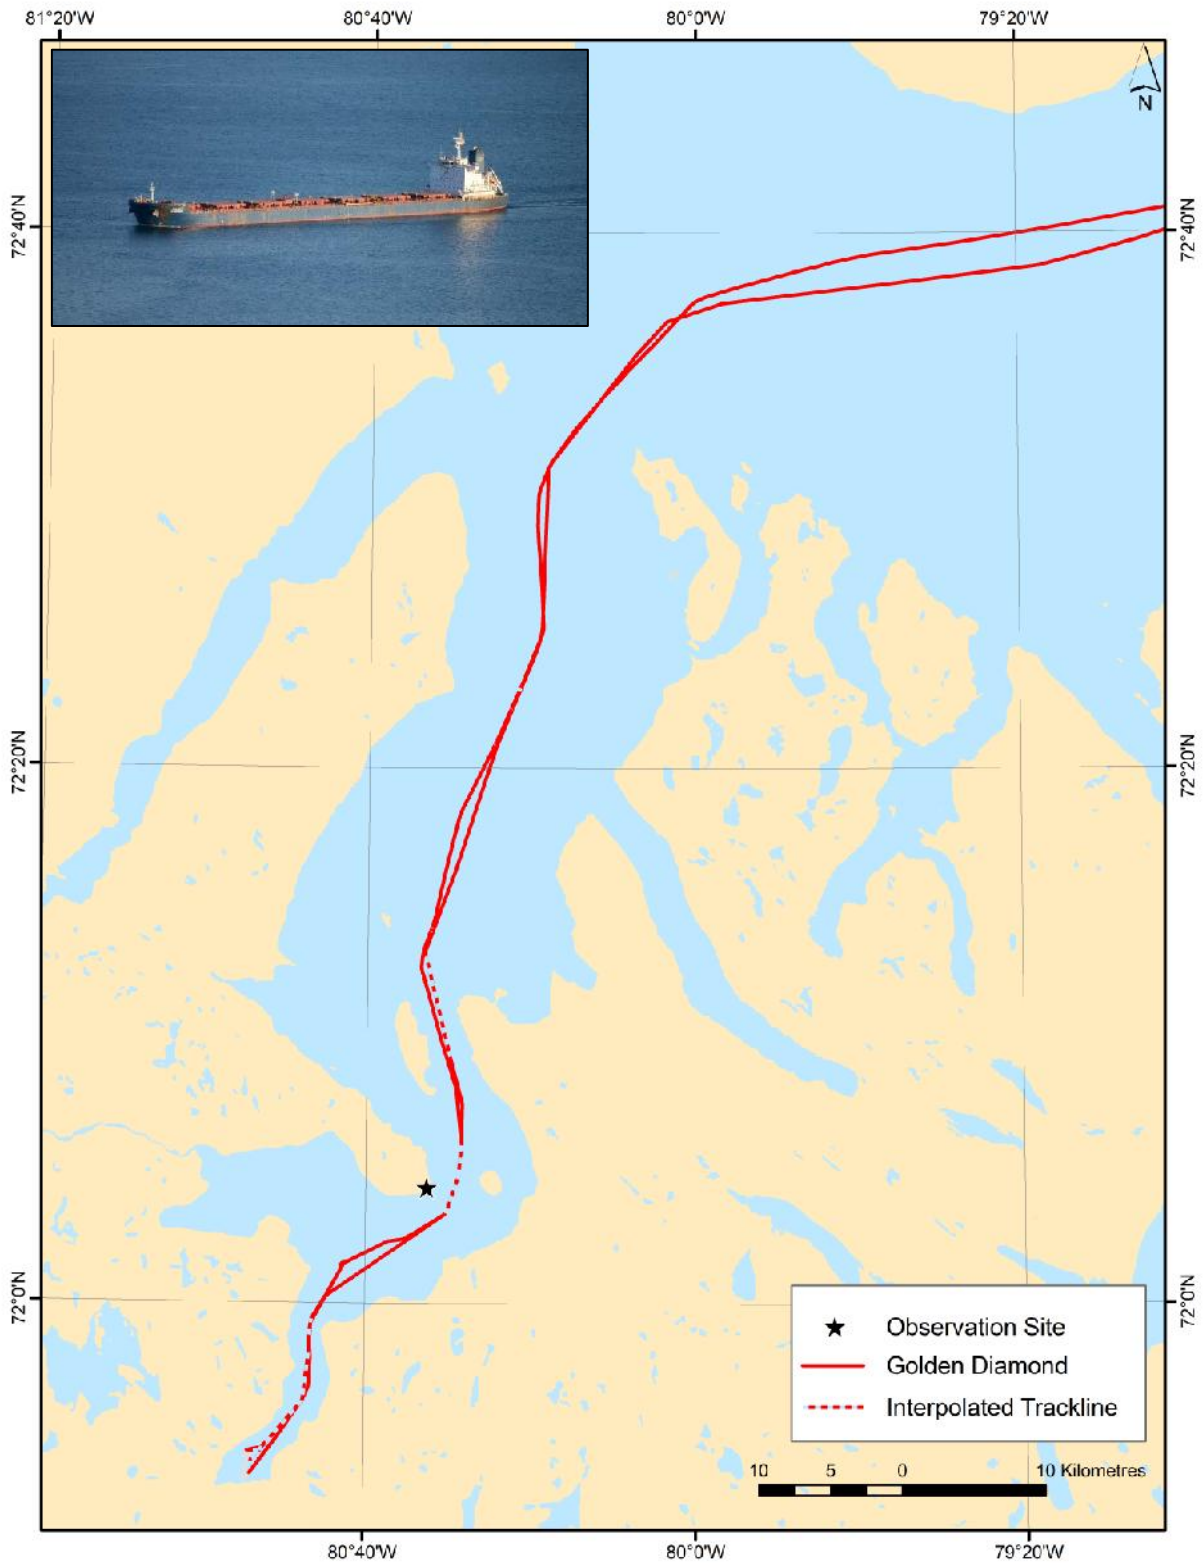 81°20'W 80°40'W 80°0'W 79°20'W
N
72°40'N 72°40'N
72°20'N 72°20'N
72°0'N 72°0'N
Observation Site
Golden Diamond
Interpolated Trackline
10 5 0 10 Kilometres
80°40'W 80°0'W 79°20'W